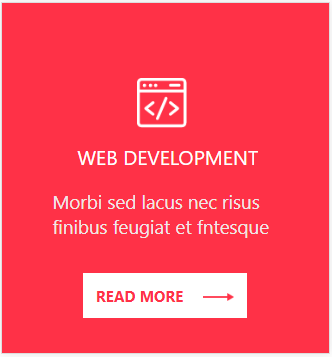 WEB DEVELOPMENT
Morbi sed lacus nec risus
finibus feugiat et fntesque
READ MORE